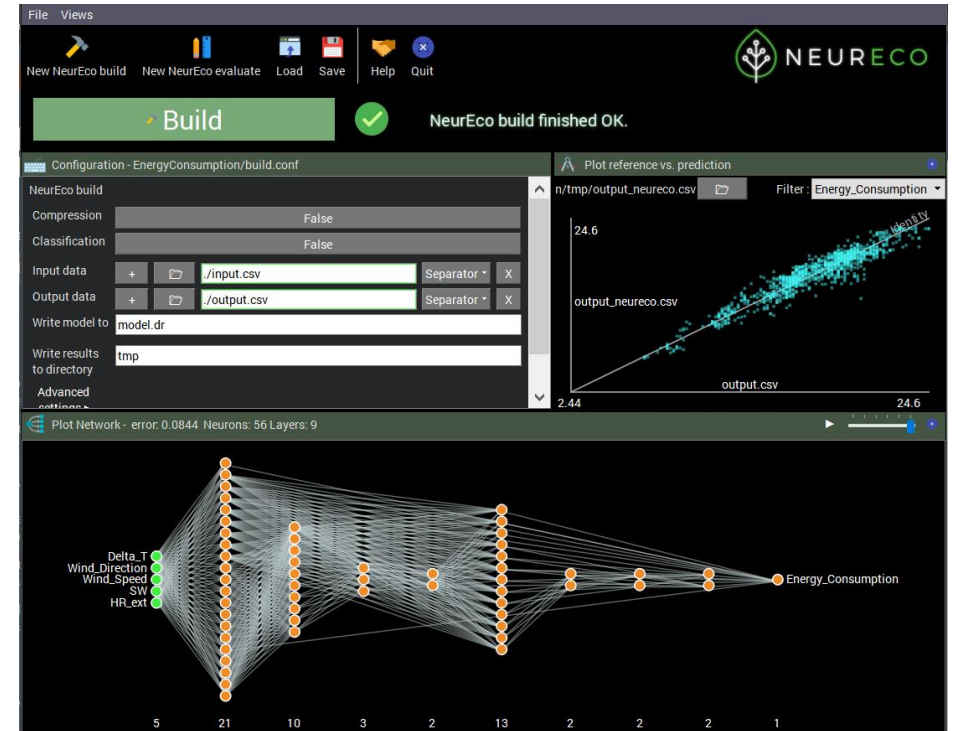 File Views
New NeurEco build New NeurEco evaluate Load Save Help Quit
NEURECO
Build
NeurEco build finished OK.
Configuration - EnergyConsumption/build.conf
NeurEco build
Compression False
Classification False
Input data + ./input.csv Separator X
Output data + ./output.csv Separator X
Write model to model.dr
Write results tmp
to directory
Advanced
settings
Plot reference vs. prediction
n/tmp/output_neureco.csv Filter : Energy_Consumption
24.6
Identity
output_neureco.csv
output.csv
2.44 24.6
Plot Network - error: 0.0844 Neurons: 56 Layers: 9
Delta_T
Wind_Direction
Wind_Speed
SW
HR_ext
Energy_Consumption
5 21 10 3 2 13 2 2 2 1